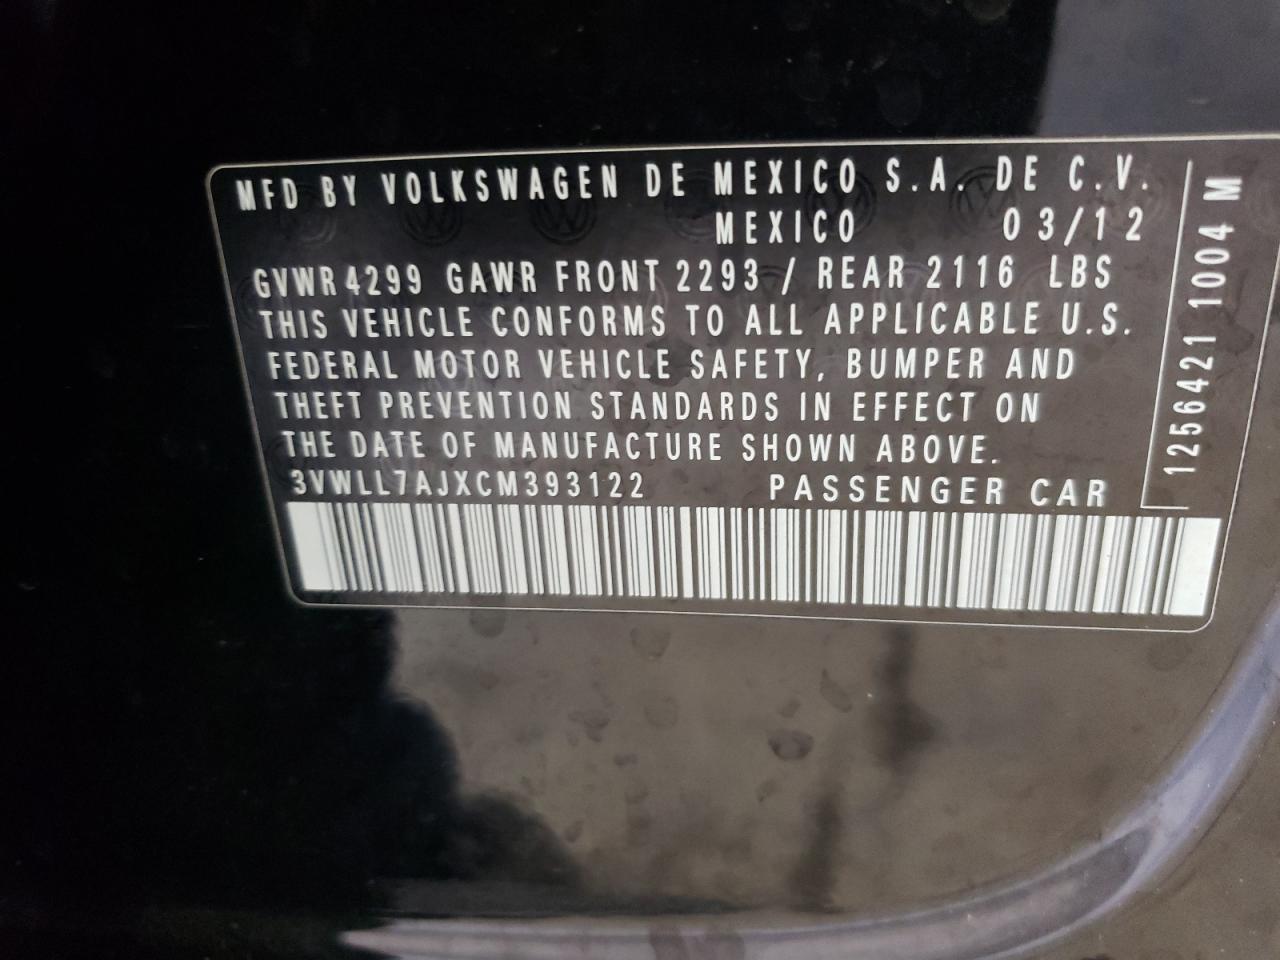 MFD BY VOLKSWAGEN DE MEXICO S.A. DE C.V.
MEXICO 03/12
GVWR 4299 GAWR FRONT 2293 / REAR 2116 LBS
THIS VEHICLE CONFORMS TO ALL APPLICABLE U.S.
FEDERAL MOTOR VEHICLE SAFETY, BUMPER AND
THEFT PREVENTION STANDARDS IN EFFECT ON
THE DATE OF MANUFACTURE SHOWN ABOVE.
3VWLL7AJXCM393122 PASSENGER CAR
1256421 1004 M